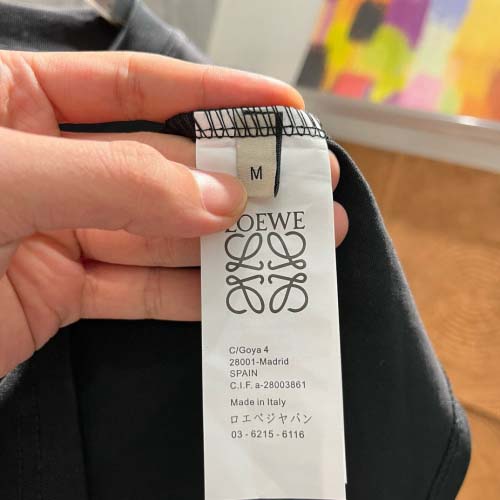 M
LOEWE
C/Goya 4
28001-Madrid
SPAIN
C.I.F. a-28003861
Made in Italy
ロエベジャパン
03 - 6215 - 6116